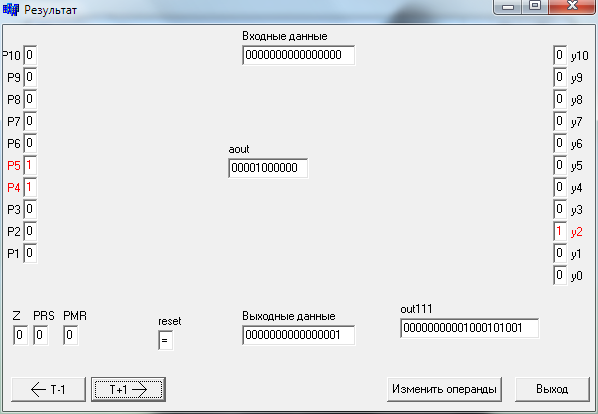 Результат
Входные данные
P10 0 0000000000000000 0 y10
P9 0 0 y9
P8 0 0 y8
P7 0 0 y7
P6 0 0 y6
aout
P5 1 00001000000 0 y5
P4 1 0 y4
P3 0 0 y3
P2 0 1 y2
P1 0 0 y1
0 y0
Z PRS PMR reset Выходные данные out111
0 0 0 = 0000000000000001 00000000001000101001
T-1 T+1 Изменить операнды Выход